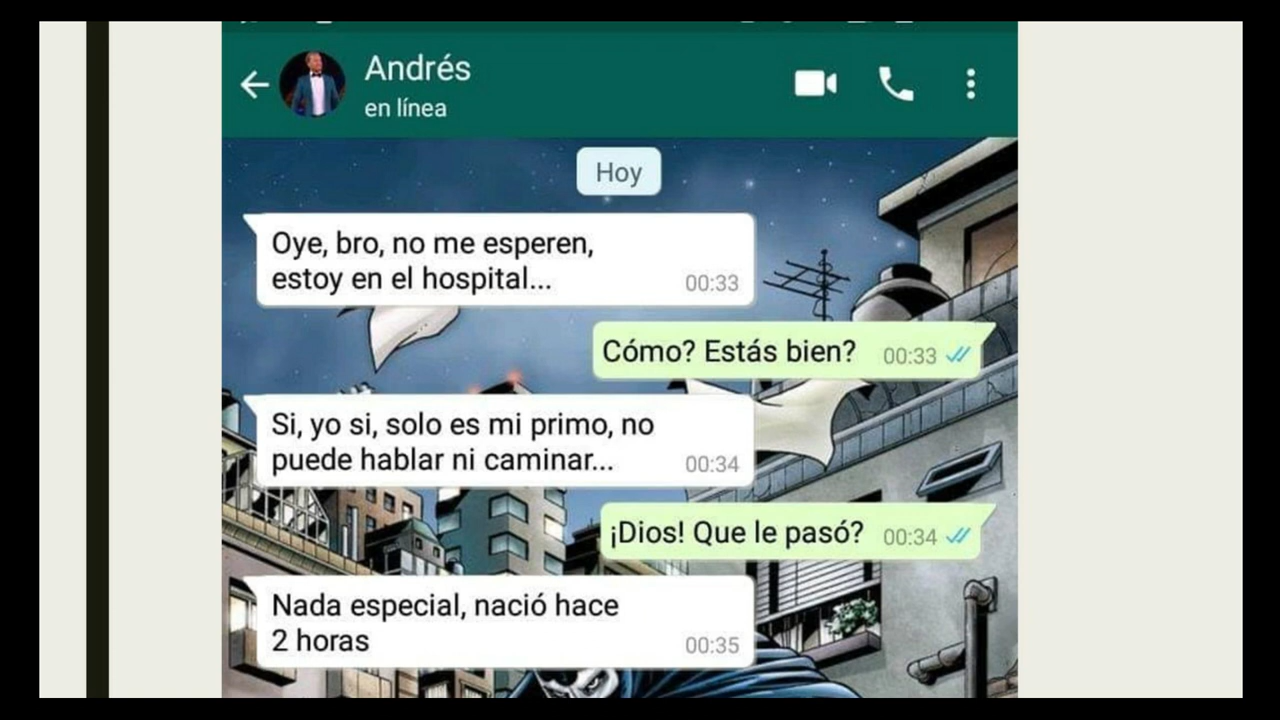 Andrés
en línea
Hoy
Oye, bro, no me esperen,
estoy en el hospital...
00:33
Cómo? Estás bien? 00:33
Si, yo si, solo es mi primo, no
puede hablar ni caminar...
00:34
¡Dios! Que le pasó? 00:34
Nada especial, nació hace
2 horas
00:35